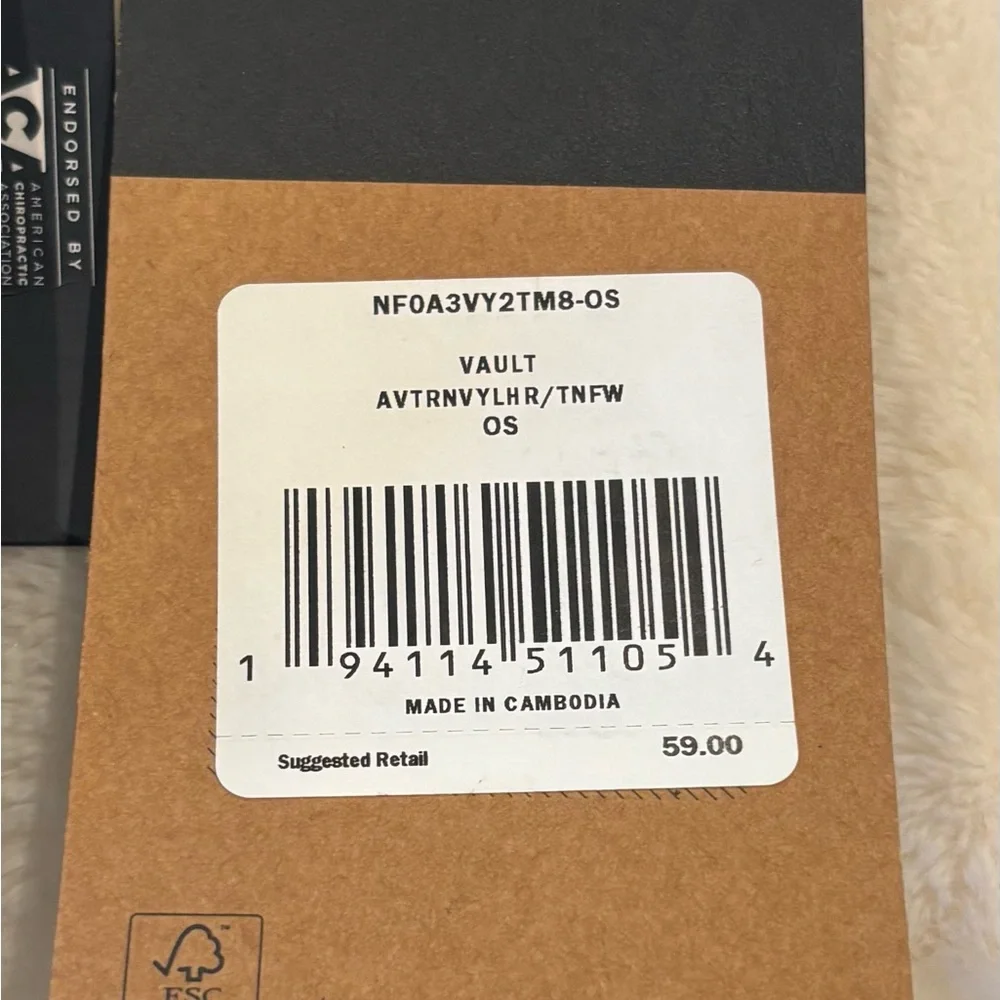 ENDORSED BY
AC
AMERICAN
CHIROPRACTIC
ASSOCIATION
NF0A3VY2TM8-OS
VAULT
AVTRNVYLHR/TNFW
OS
1 94114 51105 4
MADE IN CAMBODIA
Suggested Retail 59.00
FSC